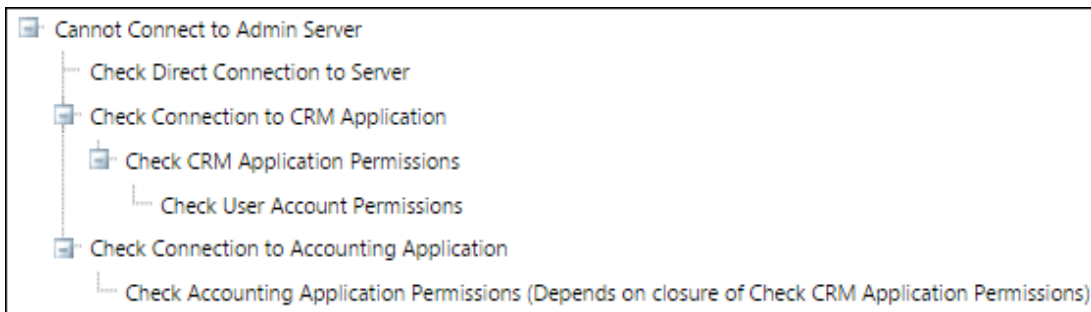 Cannot Connect to Admin Server
Check Direct Connection to Server
Check Connection to CRM Application
Check CRM Application Permissions
Check User Account Permissions
Check Connection to Accounting Application
Check Accounting Application Permissions (Depends on closure of Check CRM Application Permissions)